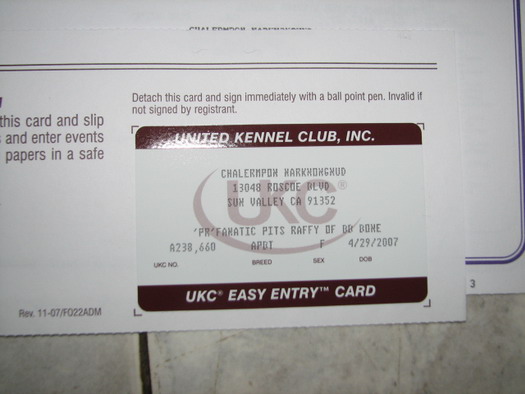 Detach this card and sign immediately with a ball point pen. Invalid if
not signed by registrant.
this card and slip
s and enter events
papers in a safe
UNITED KENNEL CLUB, INC.
13048 ROSCOE BLVD
SUN VALLEY CA 91352
UKC®
'PR'FANATIC PITS RAFFY OF BB BONE
A238,660 APBT F 4/29/2007
UKC NO. BREED SEX DOB
UKC® EASY ENTRY™ CARD
Rev. 11-07/FO22ADM
3